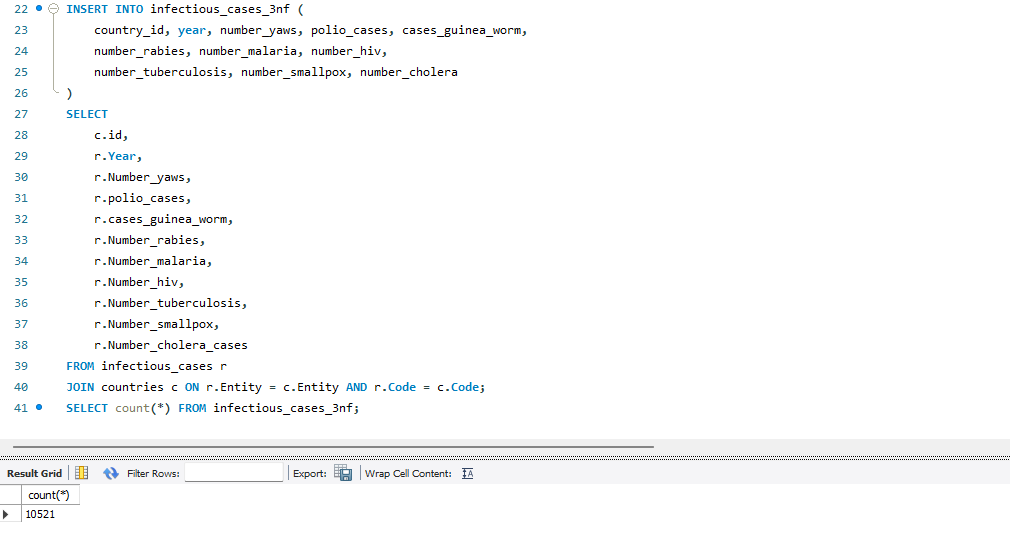 22 INSERT INTO infectious_cases_3nf (
23 country_id, year, number_yaws, polio_cases, cases_guinea_worm,
24 number_rabies, number_malaria, number_hiv,
25 number_tuberculosis, number_smallpox, number_cholera
26 )
27 SELECT
28 c.id,
29 r.Year,
30 r.Number_yaws,
31 r.polio_cases,
32 r.cases_guinea_worm,
33 r.Number_rabies,
34 r.Number_malaria,
35 r.Number_hiv,
36 r.Number_tuberculosis,
37 r.Number_smallpox,
38 r.Number_cholera_cases
39 FROM infectious_cases r
40 JOIN countries c ON r.Entity = c.Entity AND r.Code = c.Code;
41 SELECT count(*) FROM infectious_cases_3nf;
Result Grid Filter Rows: Export: Wrap Cell Content: IA
count(*)
10521